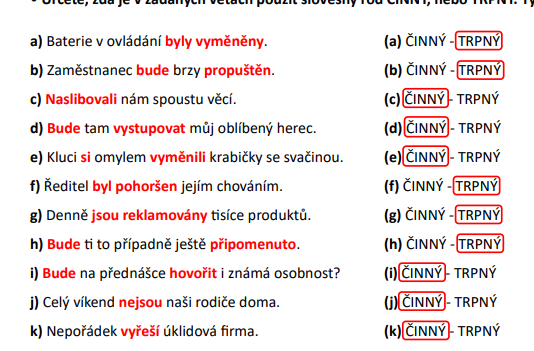 • Určete, zda je v zadaných větách použit slovesný rod ČINNÝ, nebo TRPNÝ.
a) Baterie v ovládání byly vyměněny. (a) ČINNÝ - TRPNÝ
b) Zaměstnanec bude brzy propuštěn. (b) ČINNÝ - TRPNÝ
c) Naslibovali nám spoustu věcí. (c) ČINNÝ - TRPNÝ
d) Bude tam vystupovat můj oblíbený herec. (d) ČINNÝ - TRPNÝ
e) Kluci si omylem vyměnili krabičky se svačinou. (e) ČINNÝ - TRPNÝ
f) Ředitel byl pohoršen jejím chováním. (f) ČINNÝ - TRPNÝ
g) Denně jsou reklamovány tisíce produktů. (g) ČINNÝ - TRPNÝ
h) Bude ti to případně ještě připomenuto. (h) ČINNÝ - TRPNÝ
i) Bude na přednášce hovořit i známá osobnost? (i) ČINNÝ - TRPNÝ
j) Celý víkend nejsou naši rodiče doma. (j) ČINNÝ - TRPNÝ
k) Nepořádek vyřeší úklidová firma. (k) ČINNÝ - TRPNÝ